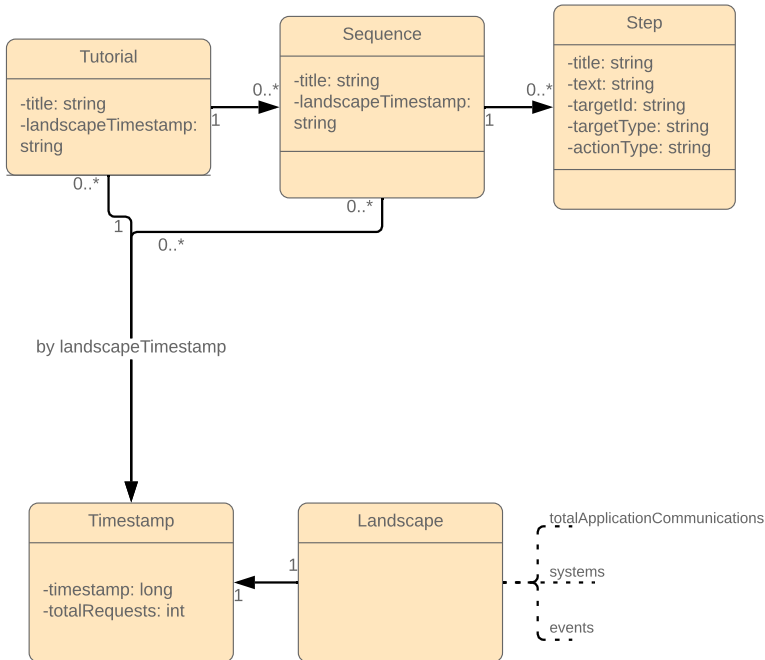 Tutorial
-title: string
-landscapeTimestamp:
string
1
0..*
Sequence
-title: string
-landscapeTimestamp:
string
1
0..*
Step
-title: string
-text: string
-targetId: string
-targetType: string
-actionType: string
0..*
1
0..*
0..*
by landscapeTimestamp
Timestamp
-timestamp: long
-totalRequests: int
1
1
Landscape
totalApplicationCommunications
systems
events